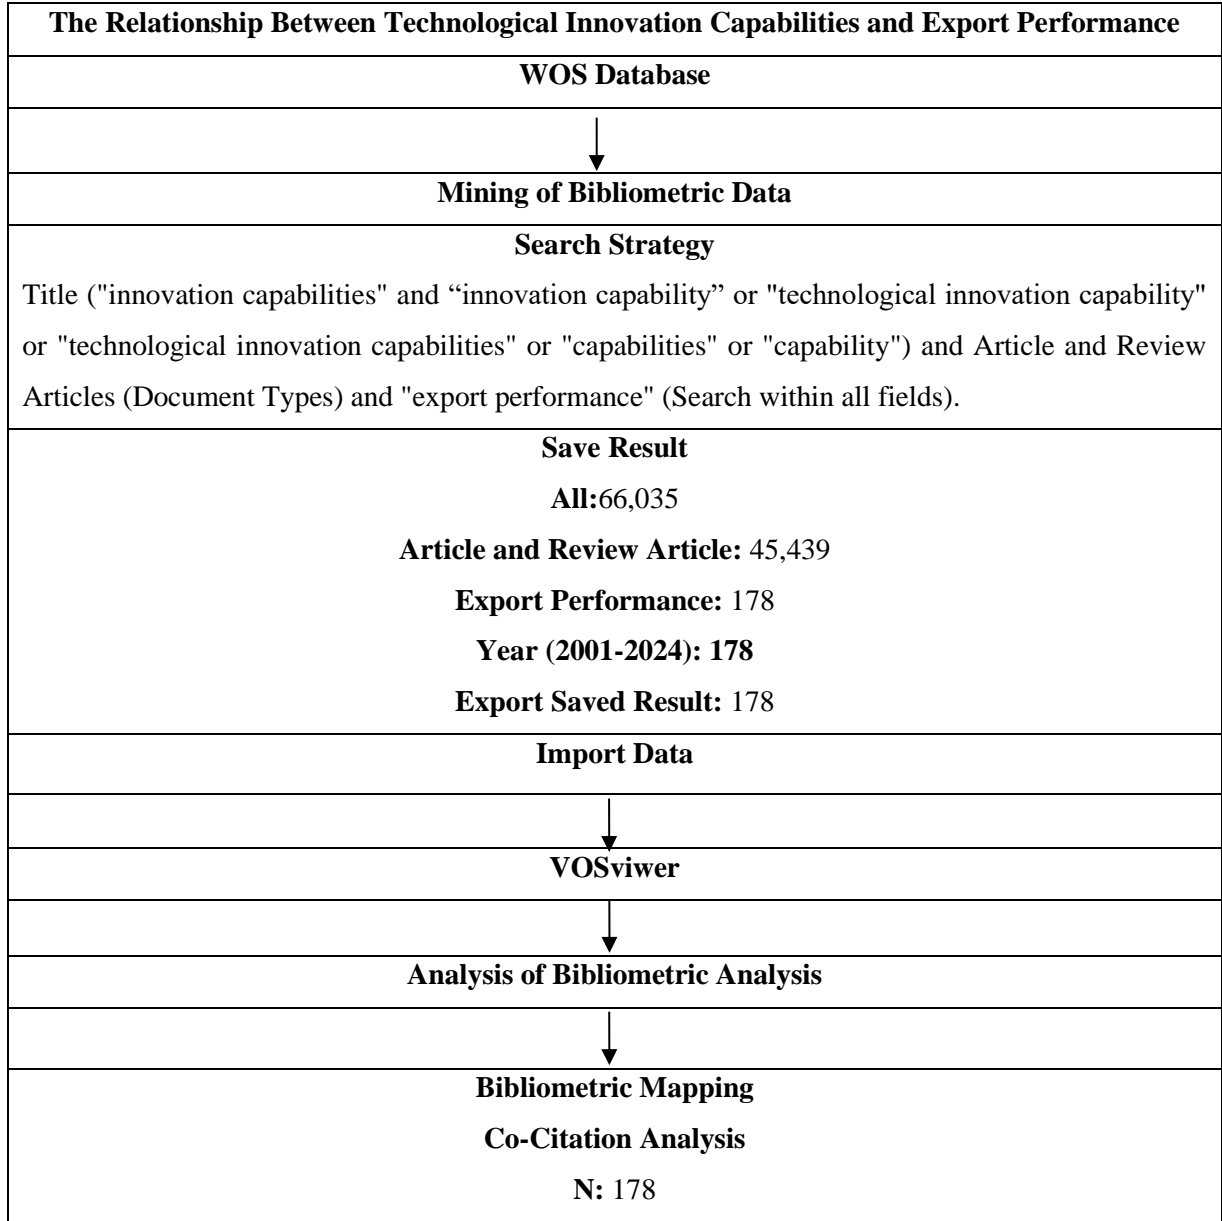 The Relationship Between Technological Innovation Capabilities and Export Performance
WOS Database
Mining of Bibliometric Data
Search Strategy
Title ("innovation capabilities" and “innovation capability” or "technological innovation capability"
or "technological innovation capabilities" or "capabilities" or "capability") and Article and Review
Articles (Document Types) and "export performance" (Search within all fields).
Save Result
All:66,035
Article and Review Article: 45,439
Export Performance: 178
Year (2001-2024): 178
Export Saved Result: 178
Import Data
VOSviwer
Analysis of Bibliometric Analysis
Bibliometric Mapping
Co-Citation Analysis
N: 178